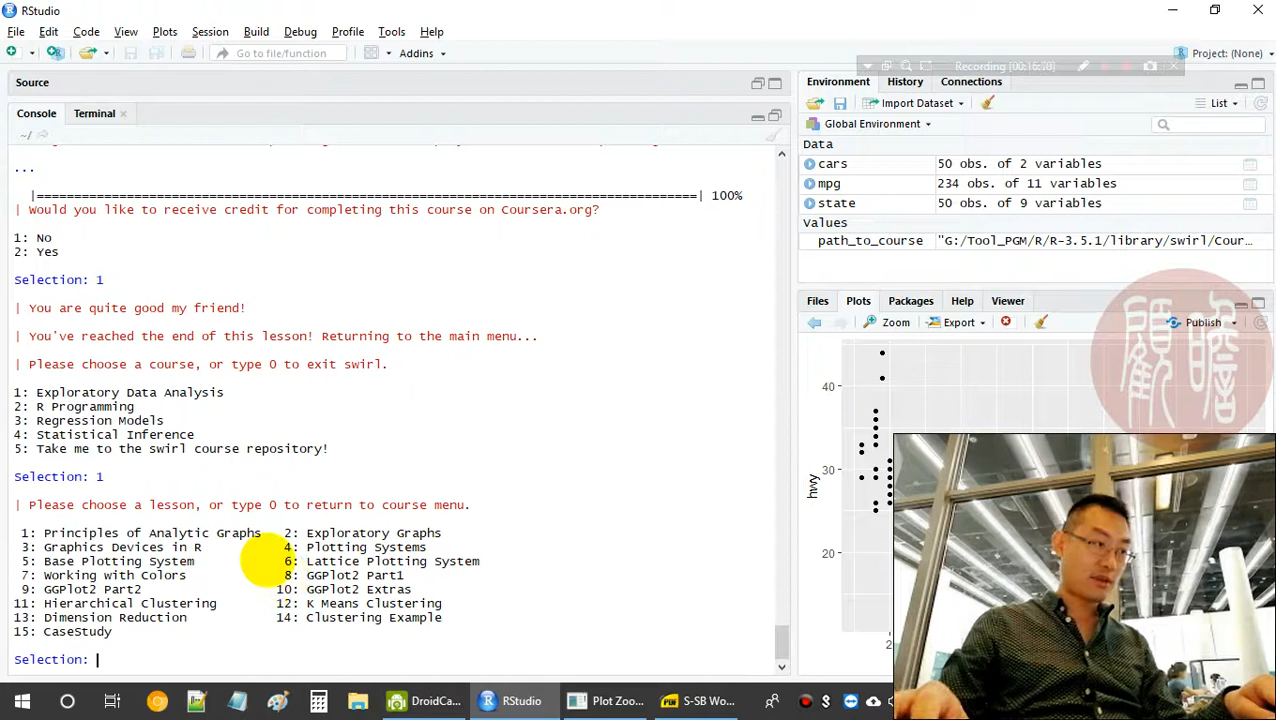 RStudio
File Edit Code View Plots Session Build Debug Profile Tools Help
Go to file/function
Addins
Project: (None)
Recording
Source
Console Terminal
~/
...
|=====================================================================================| 100%
| Would you like to receive credit for completing this course on Coursera.org?
1: No
2: Yes
Selection: 1
| You are quite good my friend!
| You've reached the end of this lesson! Returning to the main menu...
| Please choose a course, or type 0 to exit swirl.
1: Exploratory Data Analysis
2: R Programming
3: Regression Models
4: Statistical Inference
5: Take me to the swirl course repository!
Selection: 1
| Please choose a lesson, or type 0 to return to course menu.
1: Principles of Analytic Graphs 2: Exploratory Graphs
3: Graphics Devices in R 4: Plotting Systems
5: Base Plotting System 6: Lattice Plotting System
7: Working with Colors 8: GGPlot2 Part1
9: GGPlot2 Part2 10: GGPlot2 Extras
11: Hierarchical Clustering 12: K Means Clustering
13: Dimension Reduction 14: Clustering Example
15: CaseStudy
Selection:
Environment History Connections
Import Dataset List
Global Environment
Data
cars 50 obs. of 2 variables
mpg 234 obs. of 11 variables
state 50 obs. of 9 variables
Values
path_to_course "G:/Tool_PGM/R/R-3.5.1/library/swirl/Cour…
Files Plots Packages Help Viewer
Zoom Export Publish
40
30
20
hwy
2
DroidCa... RStudio Plot Zoo... S-SB Wo...